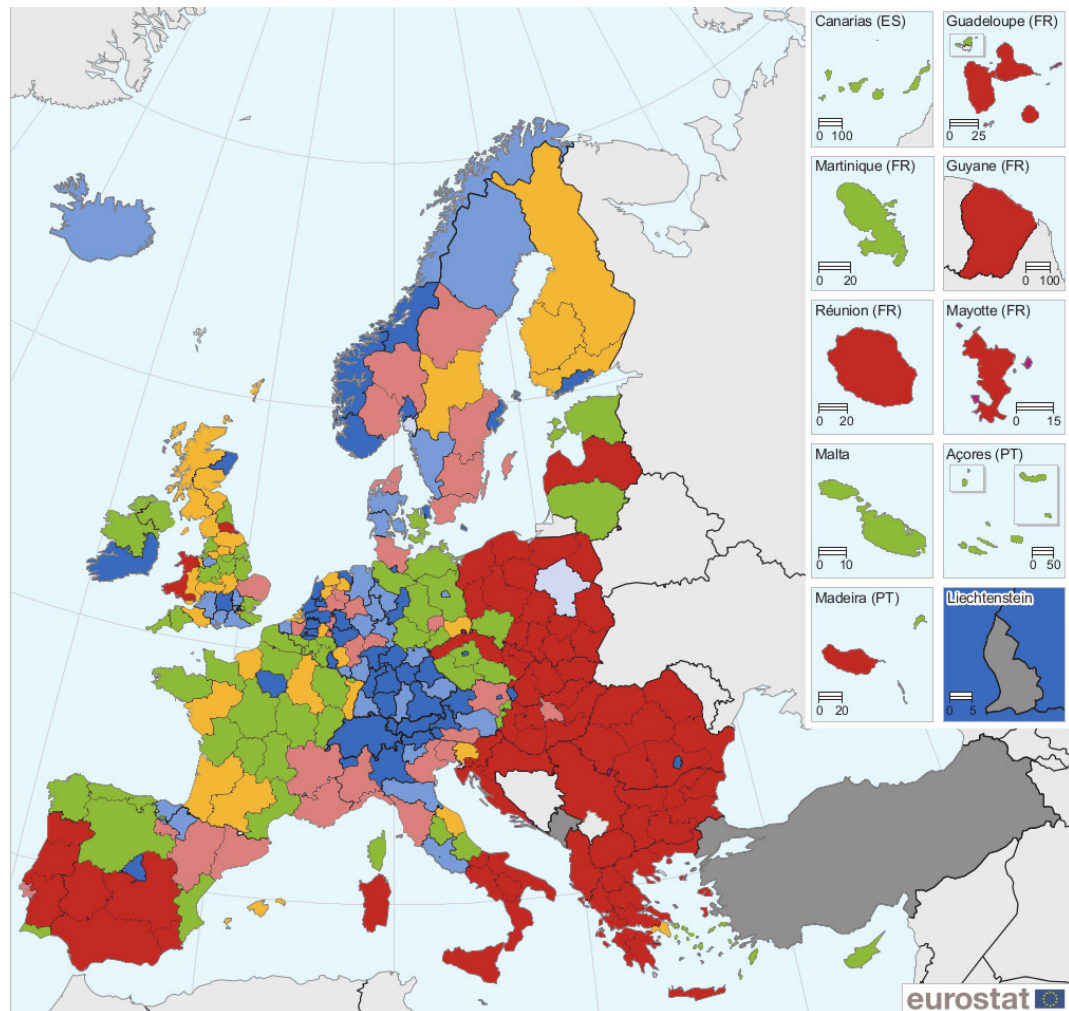 Canarias (ES)
0 100
Guadeloupe (FR)
0 25
Martinique (FR)
0 20
Guyane (FR)
0 100
Réunion (FR)
0 20
Mayotte (FR)
0 15
Malta
0 10
Açores (PT)
0 50
Madeira (PT)
0 20
Liechtenstein
0 5
eurostat